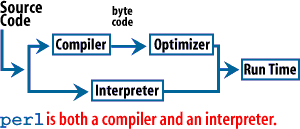 Source
Code
byte
code
Compiler
Optimizer
Interpreter
Run Time
perl is both a compiler and an interpreter.